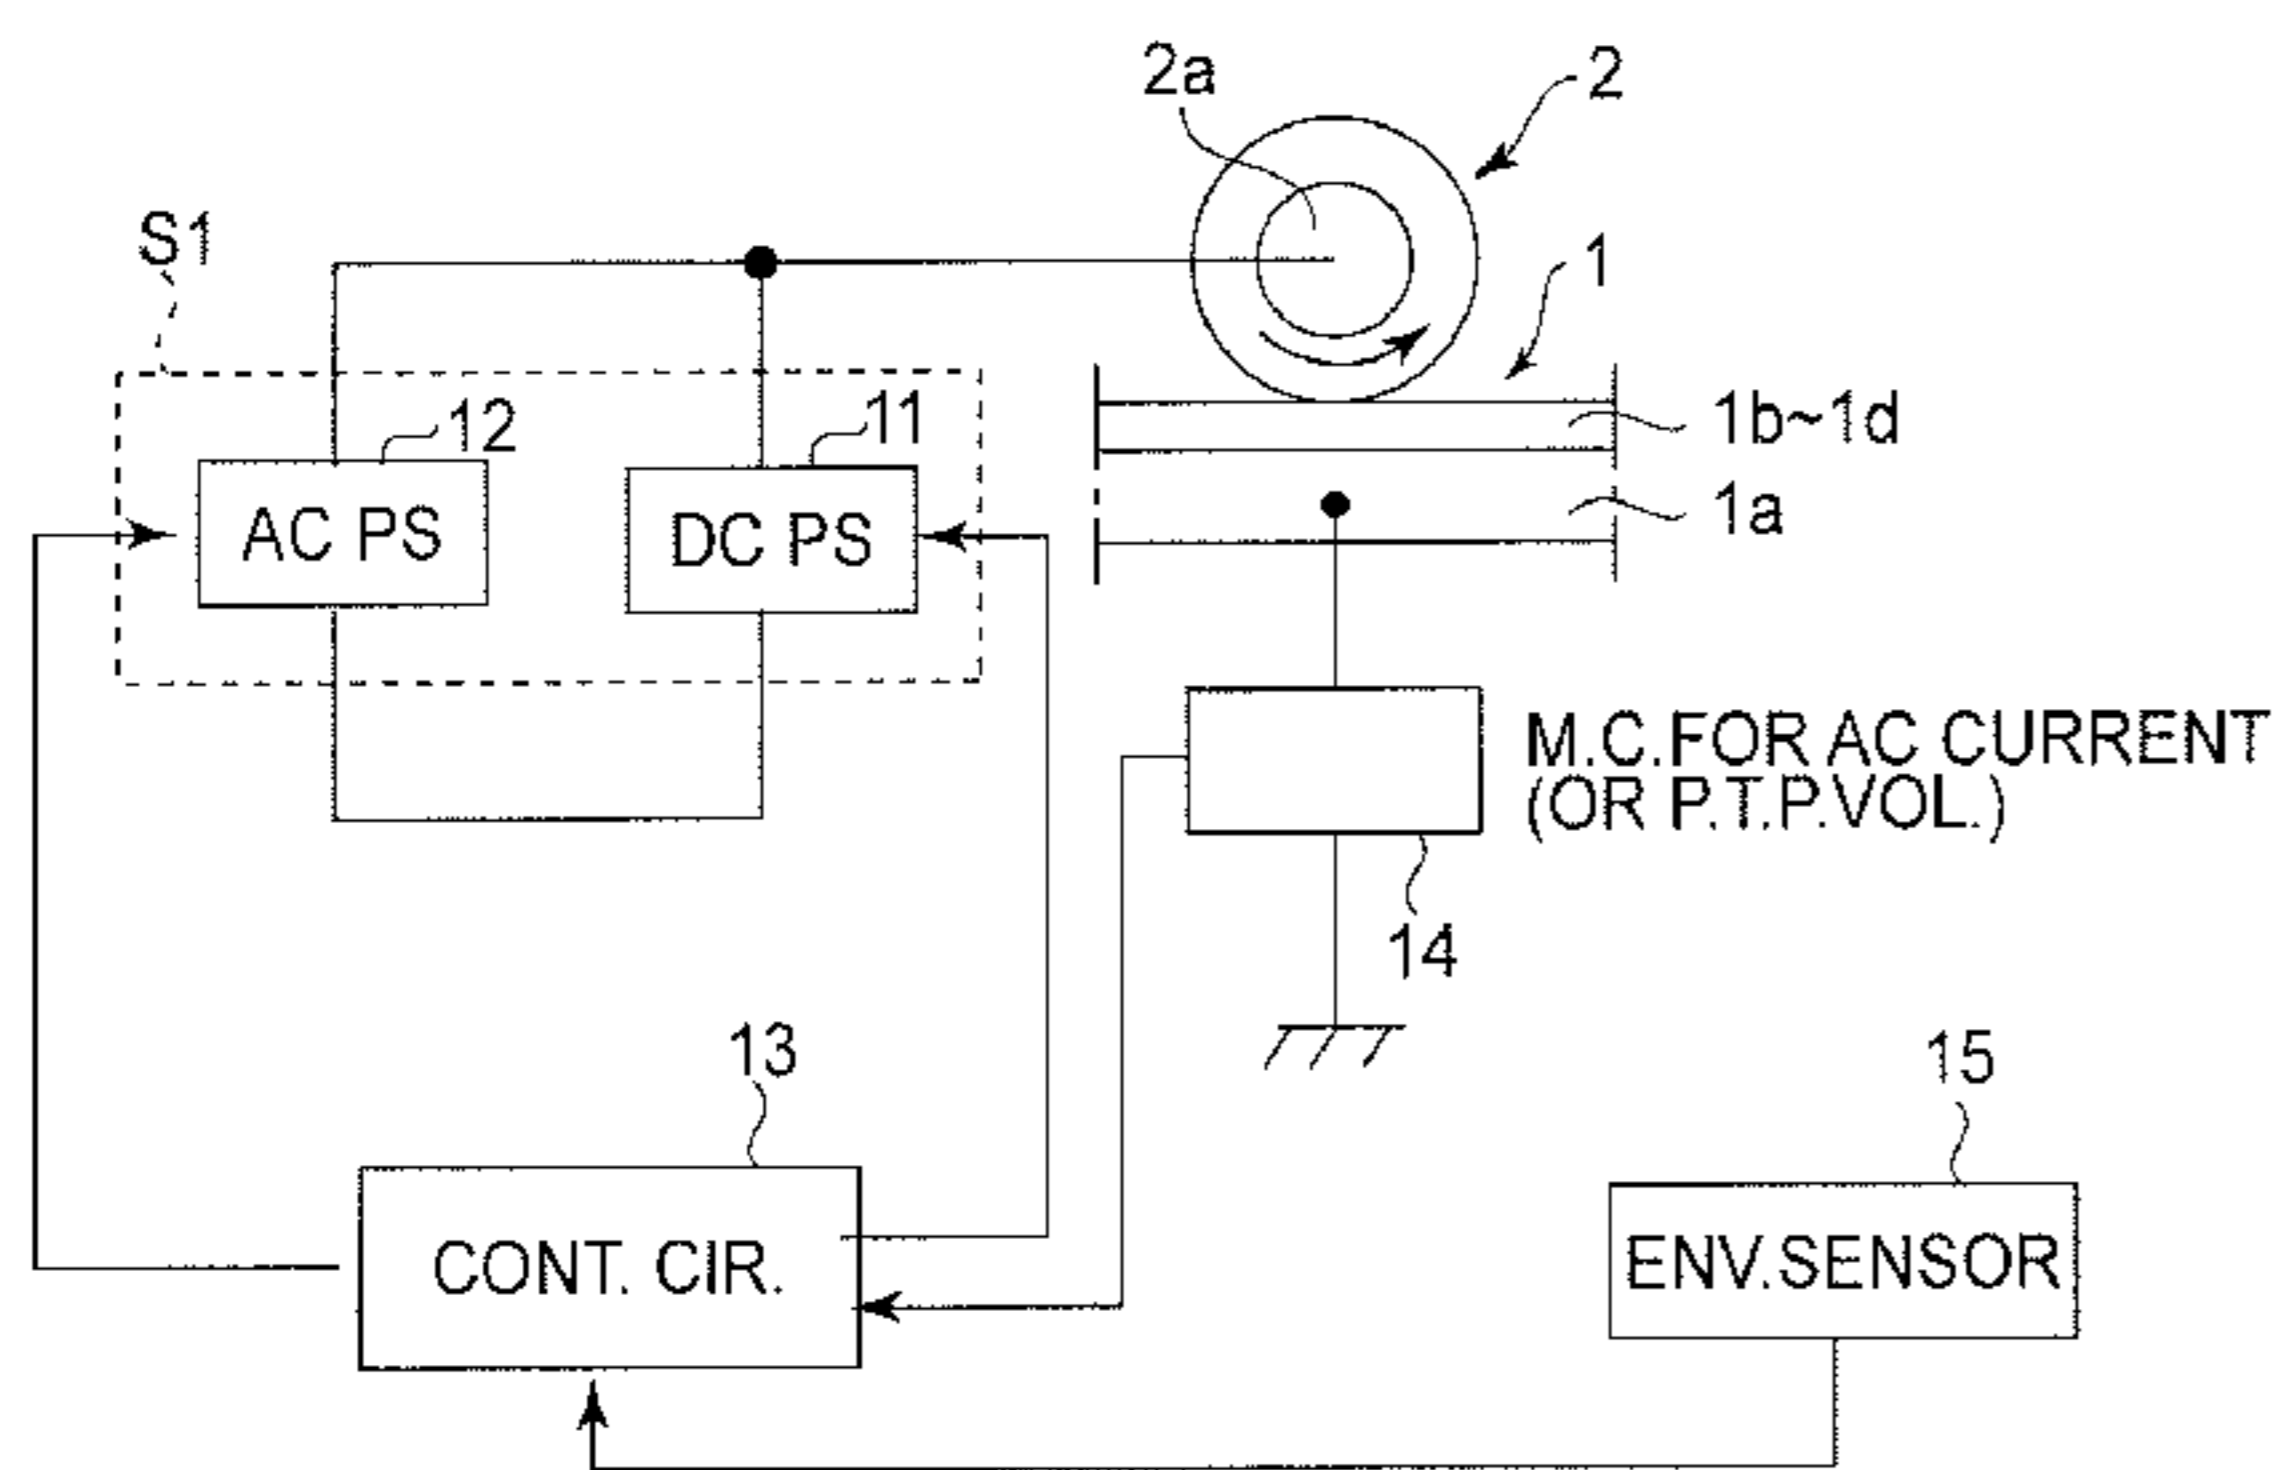 2a
2
S1
1
12
11
1b~1d
AC PS
DC PS
1a
M.C.FOR AC CURRENT
(OR P.T.P.VOL.)
14
13
15
CONT. CIR.
ENV.SENSOR